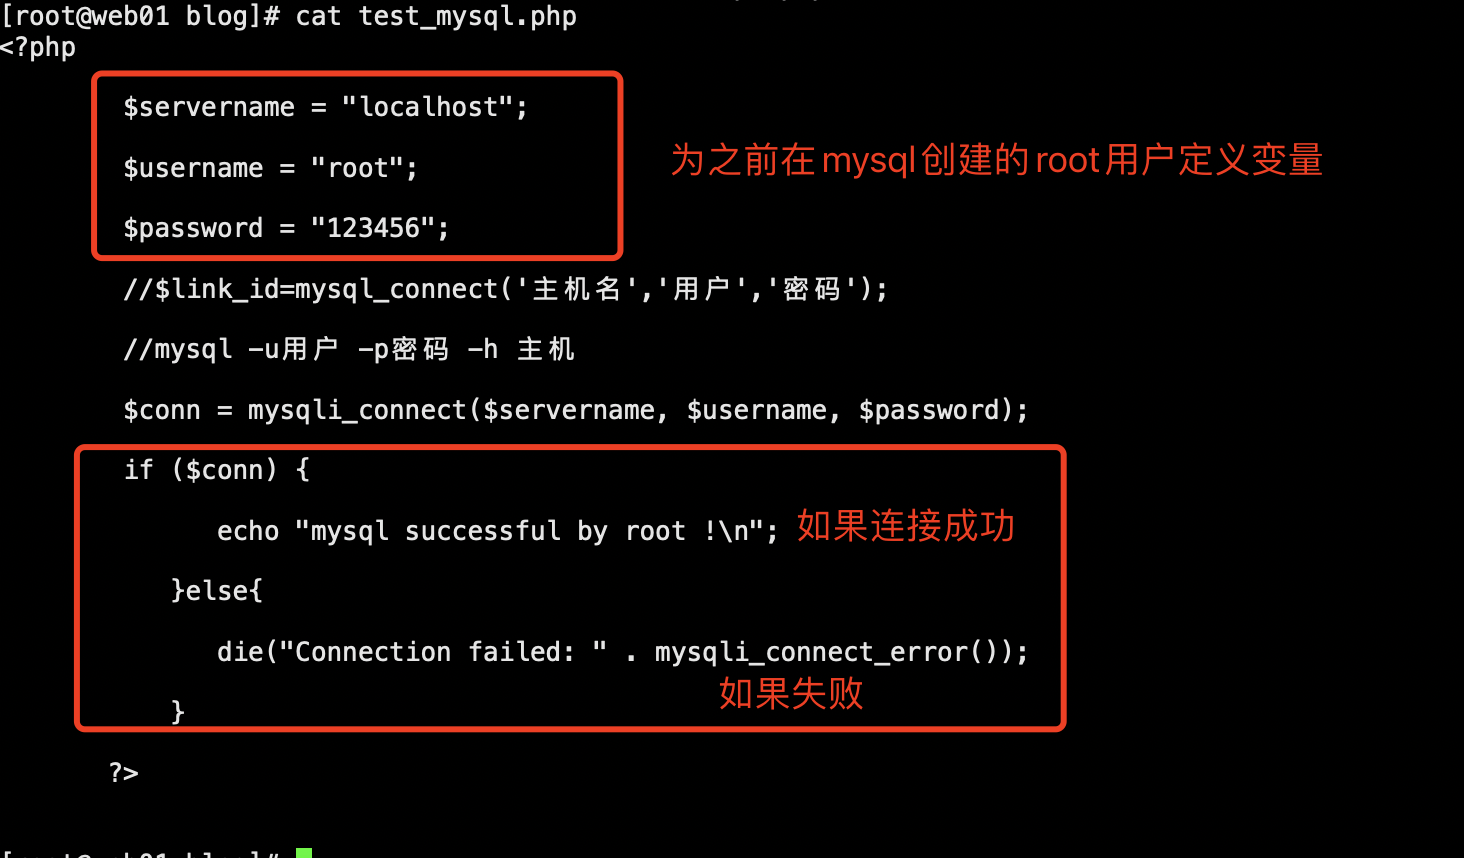 [root@web01 blog]# cat test_mysql.php
<?php
$servername = "localhost";
为之前在mysql创建的root用户定义变量
$username = "root";
$password = "123456";
//$link_id=mysql_connect('主机名','用户','密码');
//mysql -u用户 -p密码 -h 主机
$conn = mysqli_connect($servername, $username, $password);
if ($conn) {
echo "mysql successful by root !\n"; 如果连接成功
}else{
die("Connection failed: " . mysqli_connect_error());
如果失败
}
?>
[root@web01 blog]#